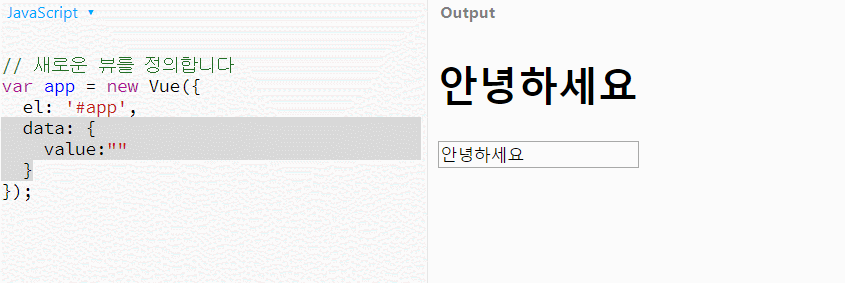 JavaScript ▼
// 새로운 뷰를 정의합니다
var app = new Vue({
  el: '#app',
  data: {
    value:""
  }
});
Output
안녕하세요
안녕하세요